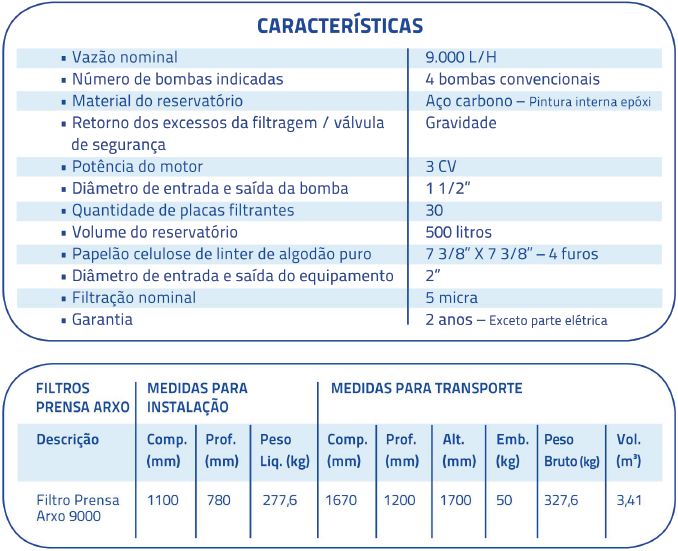 CARACTERÍSTICAS
▪ Vazão nominal 9.000 L/H
▪ Número de bombas indicadas 4 bombas convencionais
▪ Material do reservatório Aço carbono – Pintura interna epóxi
▪ Retorno dos excessos da filtragem / válvula Gravidade
de segurança
▪ Potência do motor 3 CV
▪ Diâmetro de entrada e saída da bomba 1 1/2”
▪ Quantidade de placas filtrantes 30
▪ Volume do reservatório 500 litros
▪ Papelão celulose de linter de algodão puro 7 3/8” X 7 3/8” – 4 furos
▪ Diâmetro de entrada e saída do equipamento 2”
▪ Filtração nominal 5 micra
▪ Garantia 2 anos – Exceto parte elétrica
FILTROS MEDIDAS PARA MEDIDAS PARA TRANSPORTE
PRENSA ARXO INSTALAÇÃO
Descrição Comp. Prof. Peso Comp. Prof. Alt. Emb. Peso Vol.
(mm) (mm) Liq. (kg) (mm) (mm) (mm) (kg) Bruto (kg) (m³)
Filtro Prensa 1100 780 277,6 1670 1200 1700 50 327,6 3,41
Arxo 9000